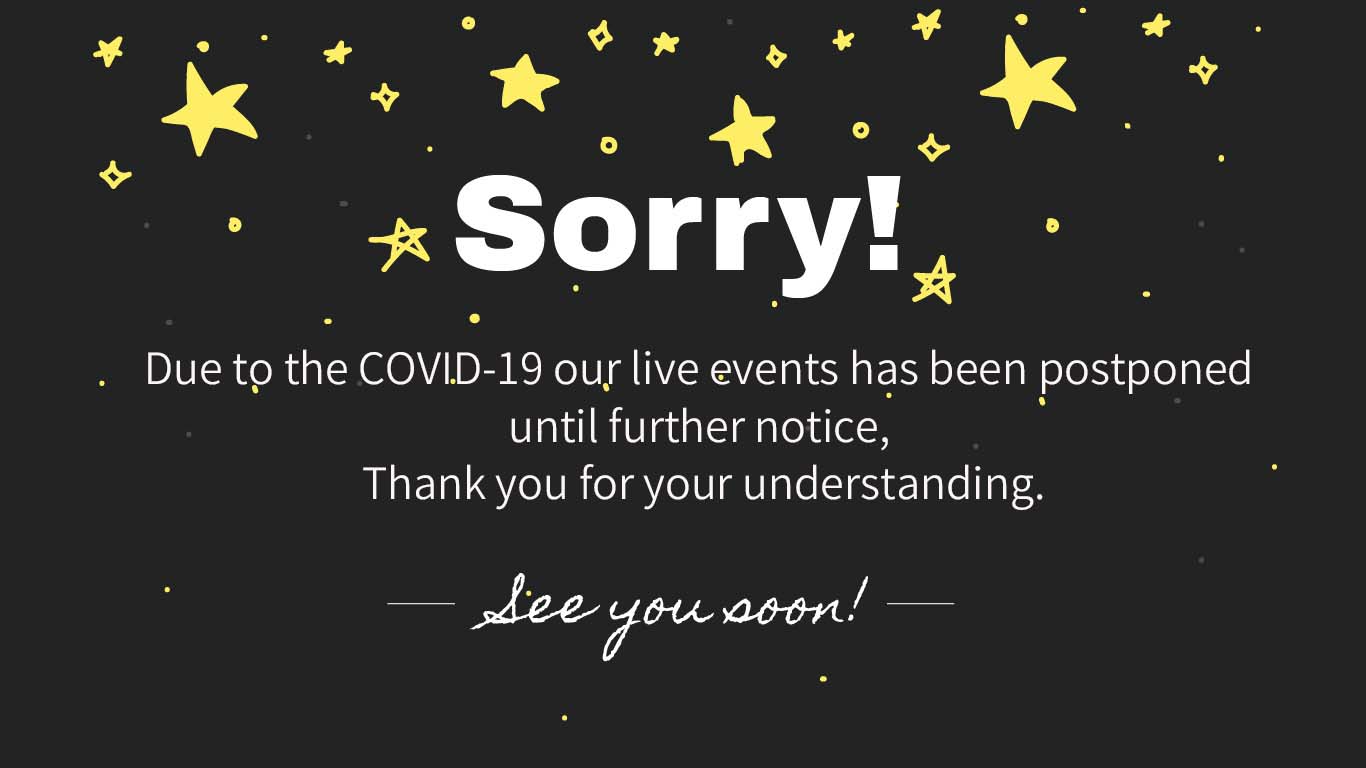 Sorry!
Due to the COVID-19 our live events has been postponed
until further notice,
Thank you for your understanding.
See you soon!